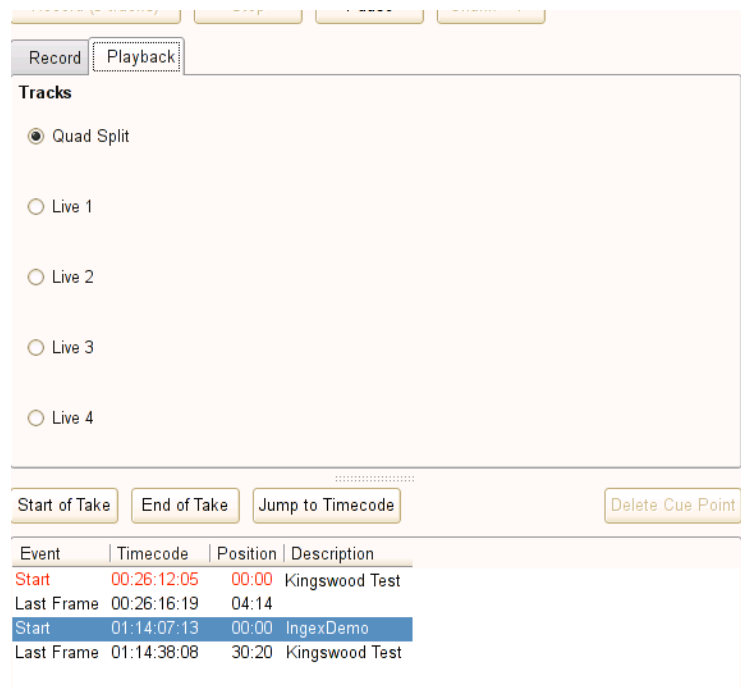 Record Playback
Tracks
Quad Split
Live 1
Live 2
Live 3
Live 4
Start of Take End of Take Jump to Timecode Delete Cue Point
Event Timecode Position Description
Start 00:26:12:05 00:00 Kingswood Test
Last Frame 00:26:16:19 04:14
Start 01:14:07:13 00:00 IngexDemo
Last Frame 01:14:38:08 30:20 Kingswood Test